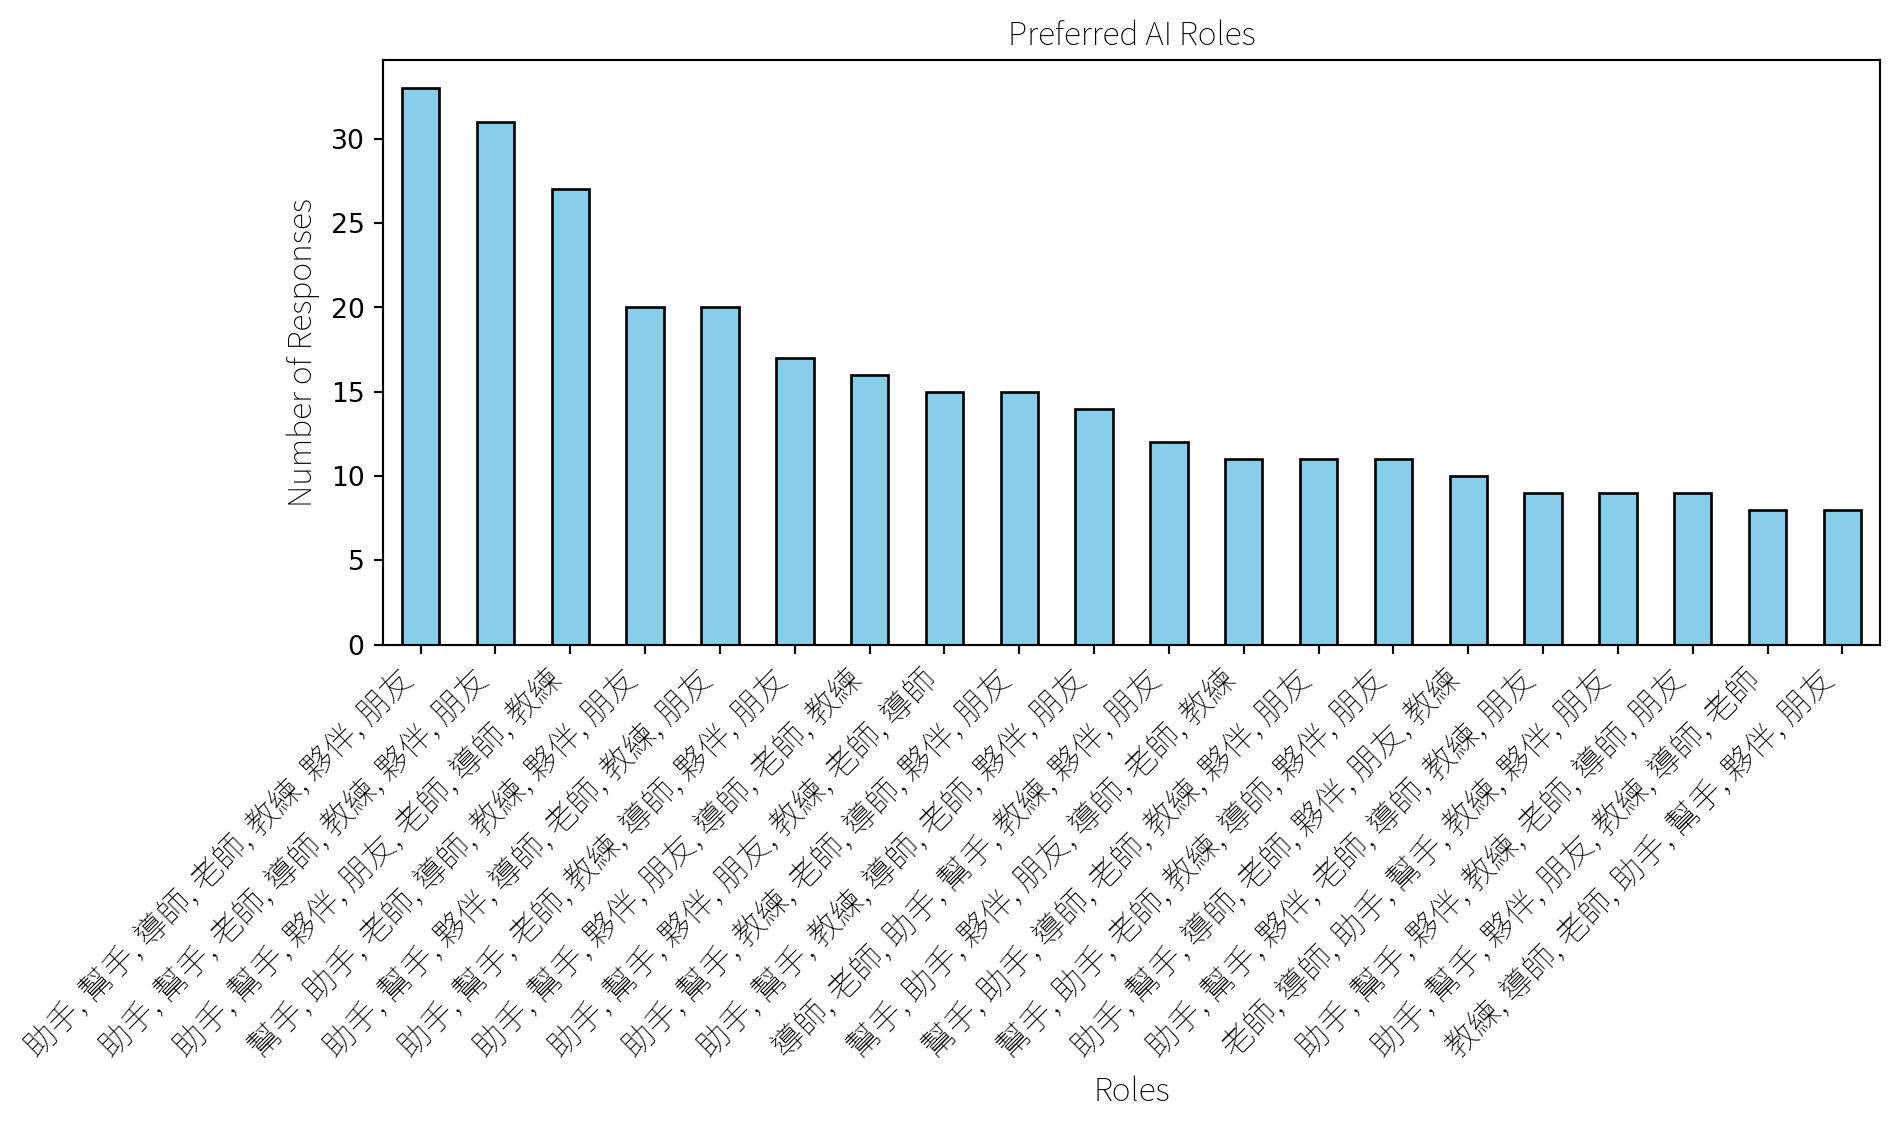 Preferred AI Roles
Number of Responses
30
25
20
15
10
5
0
助手, 幫手, 導師, 老師, 教練, 夥伴, 朋友
助手, 幫手, 老師, 導師, 教練, 夥伴, 朋友
助手, 幫手, 夥伴, 朋友, 老師, 導師, 教練
幫手, 助手, 老師, 導師, 教練, 夥伴, 朋友
助手, 幫手, 夥伴, 導師, 老師, 教練, 朋友
助手, 幫手, 老師, 教練, 導師, 夥伴, 朋友
助手, 幫手, 夥伴, 朋友, 導師, 老師, 教練
助手, 幫手, 夥伴, 朋友, 教練, 老師, 導師
助手, 幫手, 教練, 老師, 導師, 夥伴, 朋友
助手, 幫手, 教練, 導師, 老師, 夥伴, 朋友
導師, 老師, 助手, 幫手, 教練, 夥伴, 朋友
幫手, 助手, 夥伴, 朋友, 導師, 老師, 教練
幫手, 助手, 導師, 老師, 教練, 夥伴, 朋友
幫手, 助手, 老師, 教練, 導師, 夥伴, 朋友
助手, 幫手, 導師, 老師, 夥伴, 朋友, 教練
助手, 幫手, 夥伴, 老師, 導師, 教練, 朋友
老師, 導師, 助手, 幫手, 教練, 夥伴, 朋友
助手, 幫手, 夥伴, 教練, 老師, 導師, 朋友
助手, 幫手, 夥伴, 朋友, 教練, 導師, 老師
教練, 導師, 老師, 助手, 幫手, 夥伴, 朋友
Roles